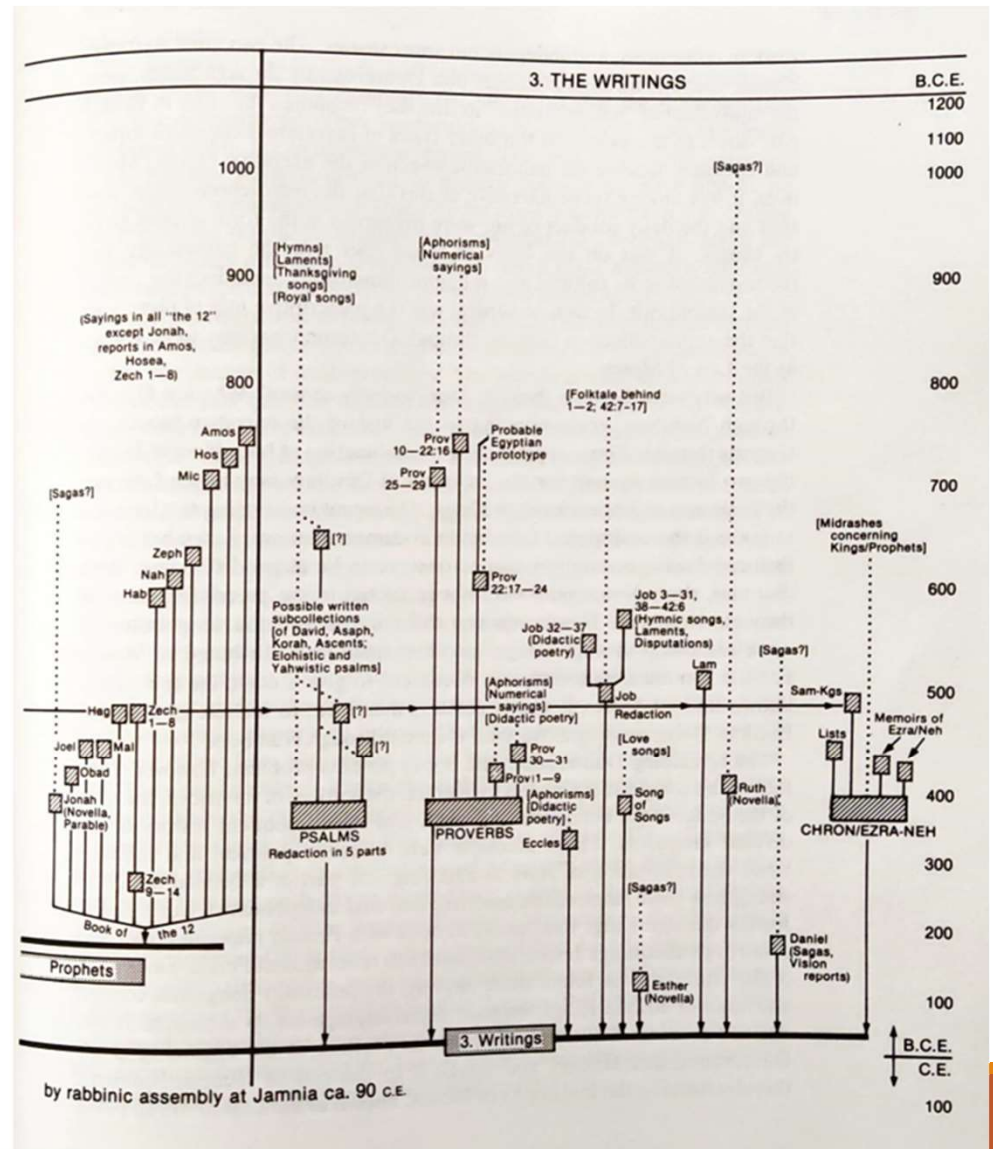 3. THE WRITINGS
B.C.E.
1200
1100
1000
1000
[Sagas?]
[Hymns]
[Laments]
[Thanksgiving
songs]
[Royal songs]
[Aphorisms]
[Numerical
sayings]
900
900
(Sayings in all "the 12"
except Jonah,
reports in Amos,
Hosea,
Zech 1—8)
800
800
[Folktale behind
1—2; 42:7-17]
Amos
Hos
Mic
Prov
10—22:16
Prov
25—29
Probable
Egyptian
prototype
[Sagas?]
700
[?]
[Midrashes
concerning
Kings/Prophets]
Zeph
Nah
Hab
Prov
22:17—24
600
Possible written
subcollections
[of David, Asaph,
Korah, Ascents;
Elohistic and
Yahwistic psalms]
Job 32—37
(Didactic
poetry)
Job 3—31,
38—42:6
(Hymnic songs,
Laments,
Disputations)
[Sagas?]
Lam
[Aphorisms]
[Numerical
sayings]
[Didactic poetry]
Job
Redaction
Sam-Kgs
500
Hag
Zech
1—8
[?]
Memoirs of
Ezra/Neh
Lists
Joel
Mal
[?]
Prov
30—31
[Love
songs]
Obad
Prov 1—9
Jonah
(Novella,
Parable)
[Aphorisms]
[Didactic
poetry]
Song
of
Songs
Ruth
(Novella)
400
PSALMS
Redaction in 5 parts
PROVERBS
Eccles
CHRON/EZRA-NEH
300
Zech
9—14
[Sagas?]
Book of the 12
200
Daniel
(Sagas,
Vision
reports)
Prophets
Esther
(Novella)
100
3. Writings
B.C.E.
C.E.
by rabbinic assembly at Jamnia ca. 90 C.E.
100